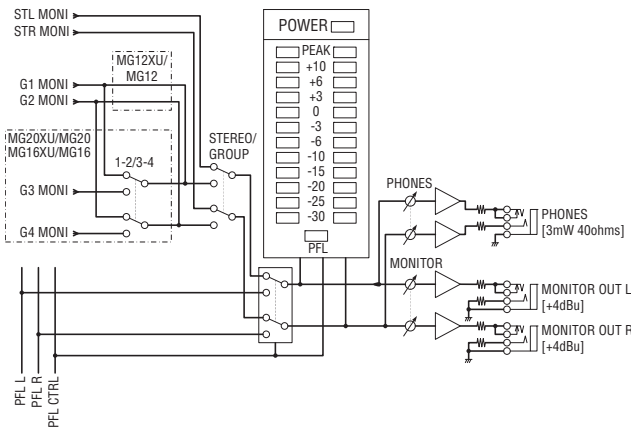 STL MONI
STR MONI
G1 MONI
G2 MONI
MG12XU/
MG12
MG20XU/MG20
MG16XU/MG16
1-2/3-4
G3 MONI
G4 MONI
STEREO/
GROUP
POWER
PEAK
+10
+6
+3
0
-3
-6
-10
-15
-20
-25
-30
PFL
PHONES
PHONES
[3mW 40ohms]
MONITOR
MONITOR OUT L
[+4dBu]
MONITOR OUT R
[+4dBu]
PFL L
PFL R
PFL CTRL